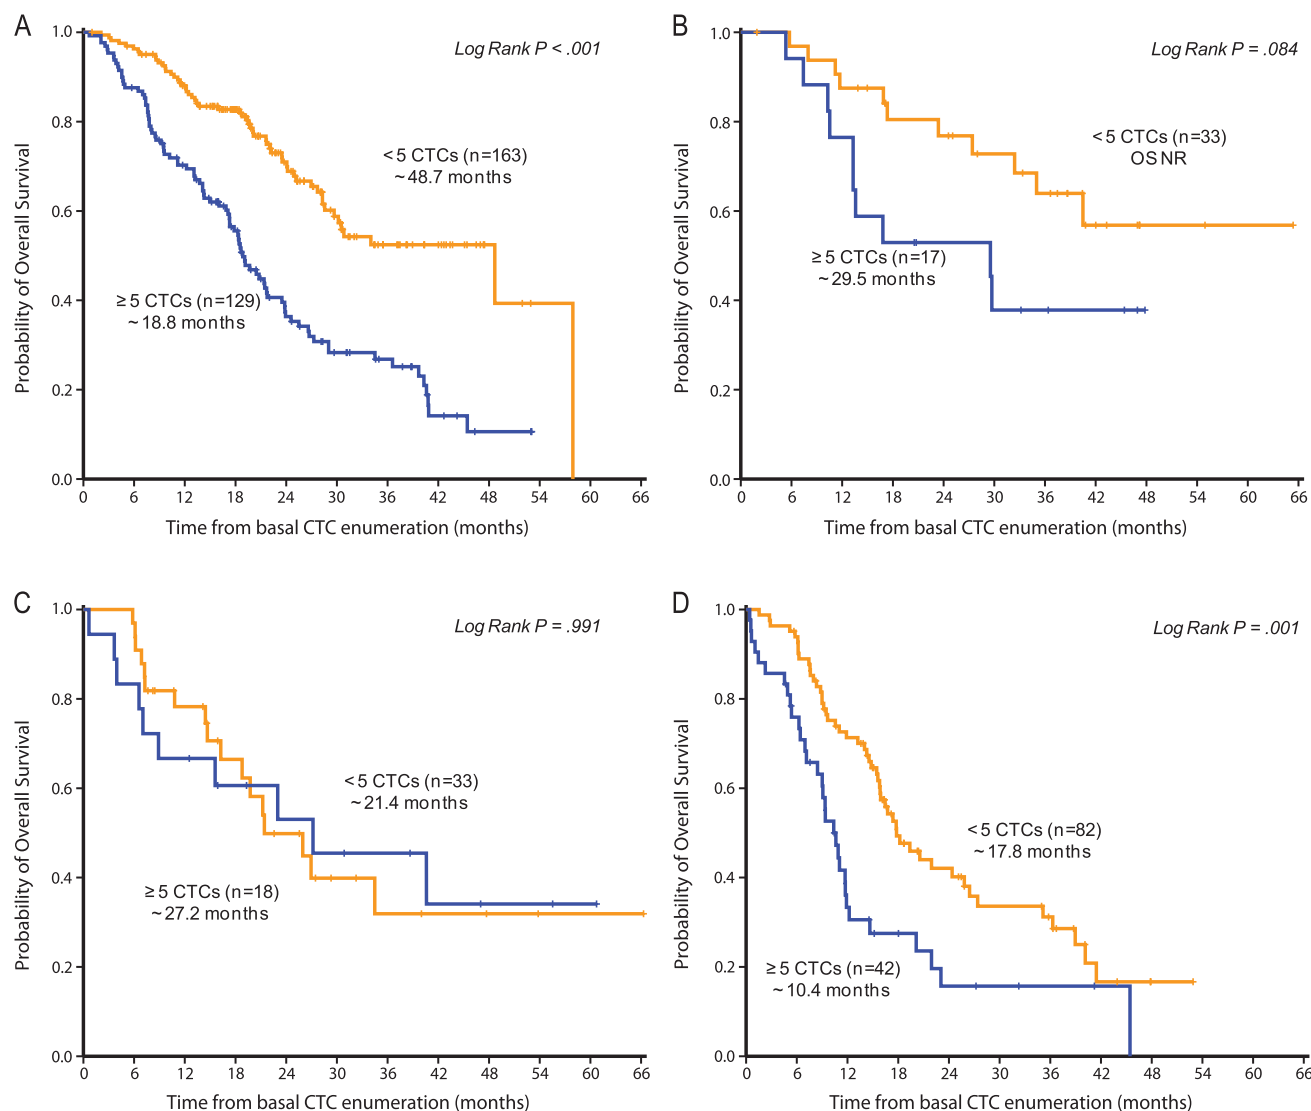 A
Log Rank P < .001
1.0
0.8
0.6
0.4
0.2
0.0
Probability of Overall Survival
< 5 CTCs (n=163)
~ 48.7 months
≥ 5 CTCs (n=129)
~ 18.8 months
0 6 12 18 24 30 36 42 48 54 60 66
Time from basal CTC enumeration (months)
B
Log Rank P = .084
1.0
0.8
0.6
0.4
0.2
0.0
Probability of Overall Survival
< 5 CTCs (n=33)
OS NR
≥ 5 CTCs (n=17)
~ 29.5 months
0 6 12 18 24 30 36 42 48 54 60 66
Time from basal CTC enumeration (months)
C
Log Rank P = .991
1.0
0.8
0.6
0.4
0.2
0.0
Probability of Overall Survival
< 5 CTCs (n=33)
~ 21.4 months
≥ 5 CTCs (n=18)
~ 27.2 months
0 6 12 18 24 30 36 42 48 54 60 66
Time from basal CTC enumeration (months)
D
Log Rank P = .001
1.0
0.8
0.6
0.4
0.2
0.0
Probability of Overall Survival
< 5 CTCs (n=82)
~ 17.8 months
≥ 5 CTCs (n=42)
~ 10.4 months
0 6 12 18 24 30 36 42 48 54 60 66
Time from basal CTC enumeration (months)